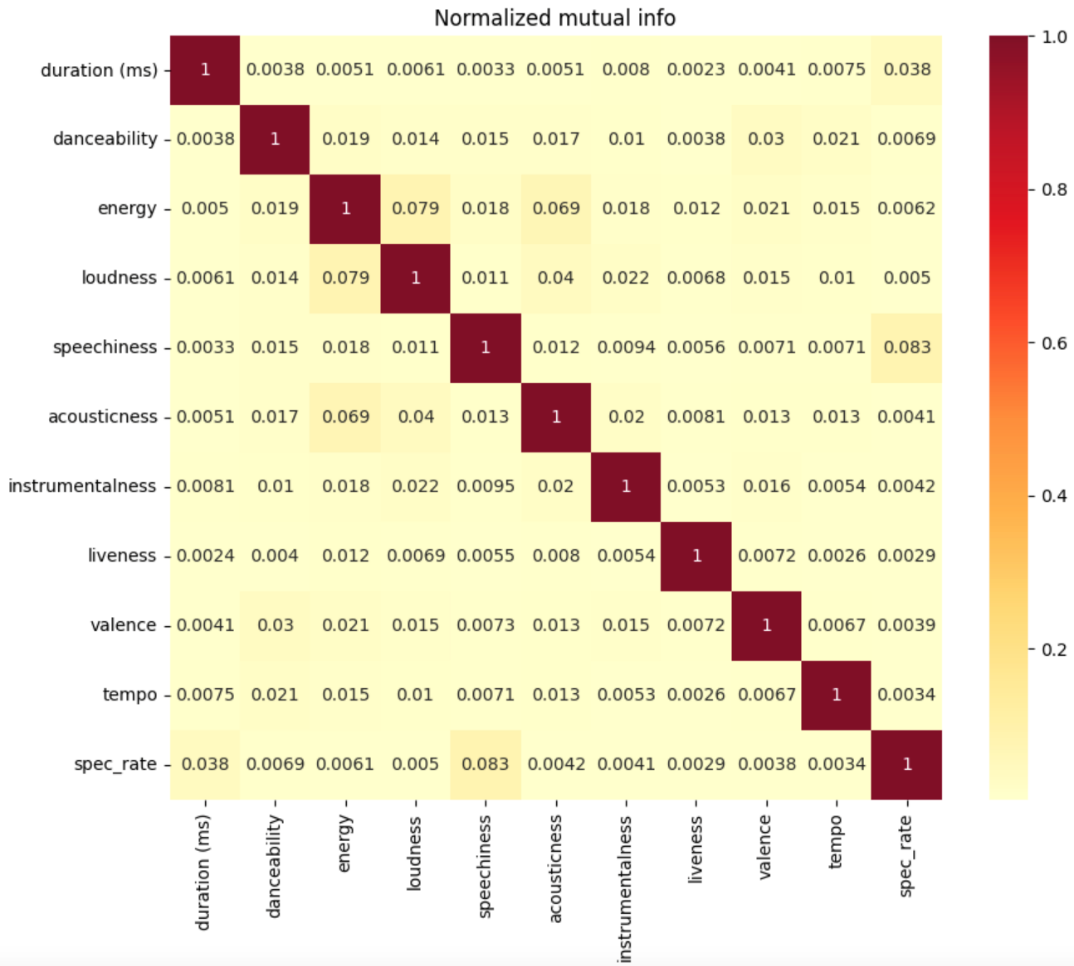 Normalized mutual info
duration (ms) 1 0.0038 0.0051 0.0061 0.0033 0.0051 0.008 0.0023 0.0041 0.0075 0.038
danceability 0.0038 1 0.019 0.014 0.015 0.017 0.01 0.0038 0.03 0.021 0.0069
energy 0.005 0.019 1 0.079 0.018 0.069 0.018 0.012 0.021 0.015 0.0062
loudness 0.0061 0.014 0.079 1 0.011 0.04 0.022 0.0068 0.015 0.01 0.005
speechiness 0.0033 0.015 0.018 0.011 1 0.012 0.0094 0.0056 0.0071 0.0071 0.083
acousticness 0.0051 0.017 0.069 0.04 0.013 1 0.02 0.0081 0.013 0.013 0.0041
instrumentalness 0.0081 0.01 0.018 0.022 0.0095 0.02 1 0.0053 0.016 0.0054 0.0042
liveness 0.0024 0.004 0.012 0.0069 0.0055 0.008 0.0054 1 0.0072 0.0026 0.0029
valence 0.0041 0.03 0.021 0.015 0.0073 0.013 0.015 0.0072 1 0.0067 0.0039
tempo 0.0075 0.021 0.015 0.01 0.0071 0.013 0.0053 0.0026 0.0067 1 0.0034
spec_rate 0.038 0.0069 0.0061 0.005 0.083 0.0042 0.0041 0.0029 0.0038 0.0034 1
duration (ms)
danceability
energy
loudness
speechiness
acousticness
instrumentalness
liveness
valence
tempo
spec_rate
1.0
0.8
0.6
0.4
0.2